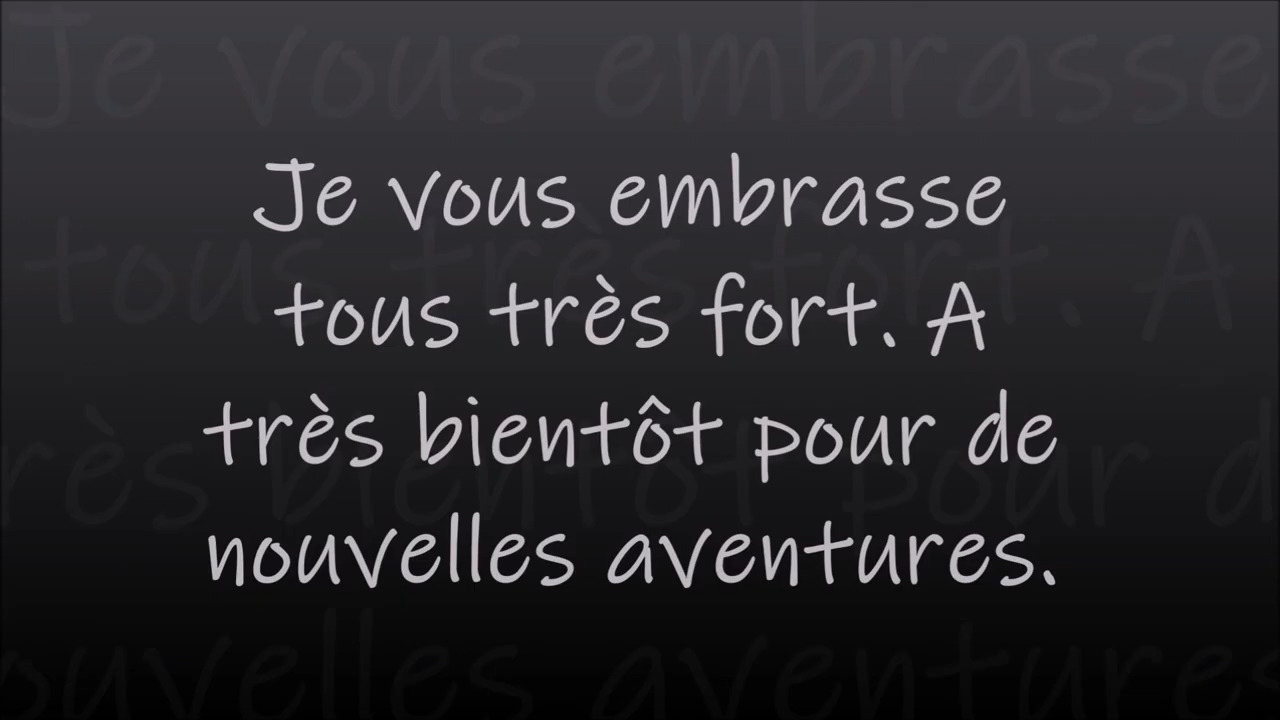 Je vous embrasse
tous très fort. A
très bientôt pour de
nouvelles aventures.